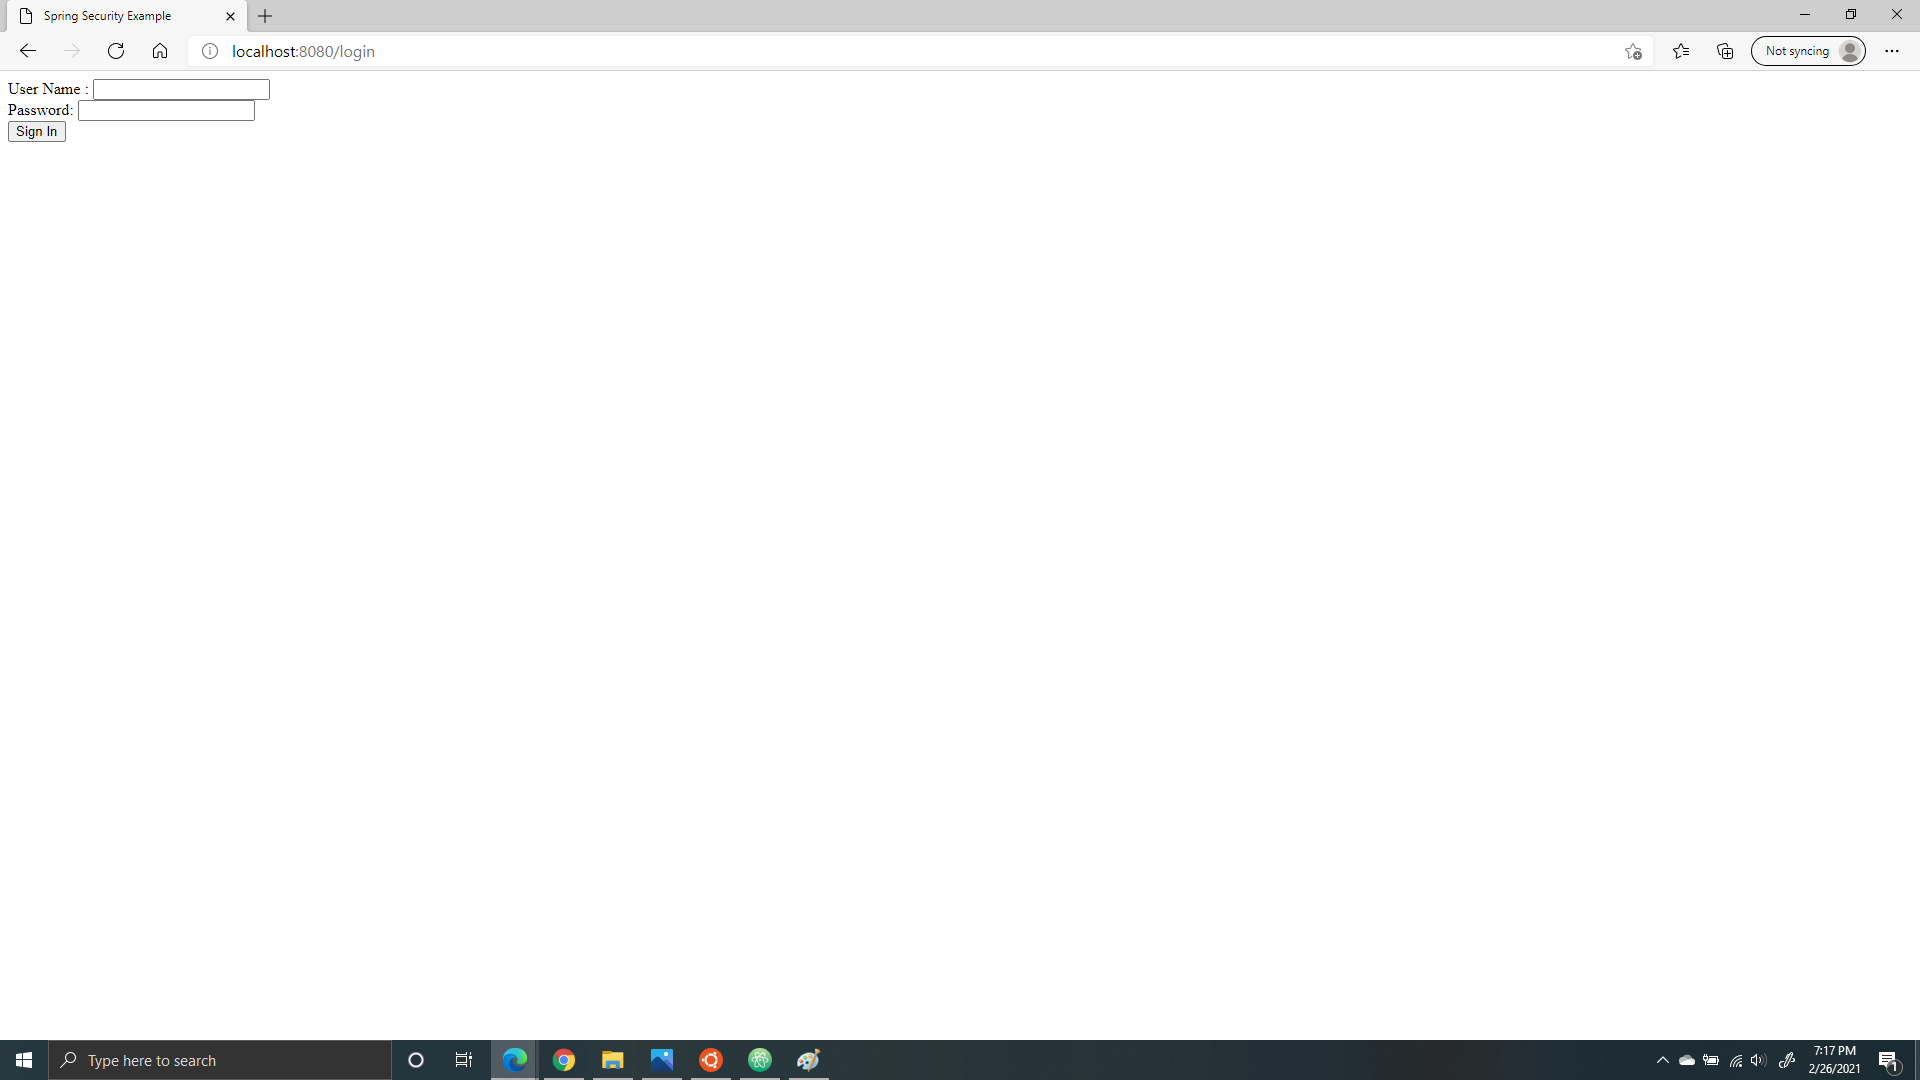 Spring Security Example
localhost:8080/login
Not syncing
User Name :
Password:
Sign In
Type here to search
7:17 PM
2/26/2021
1